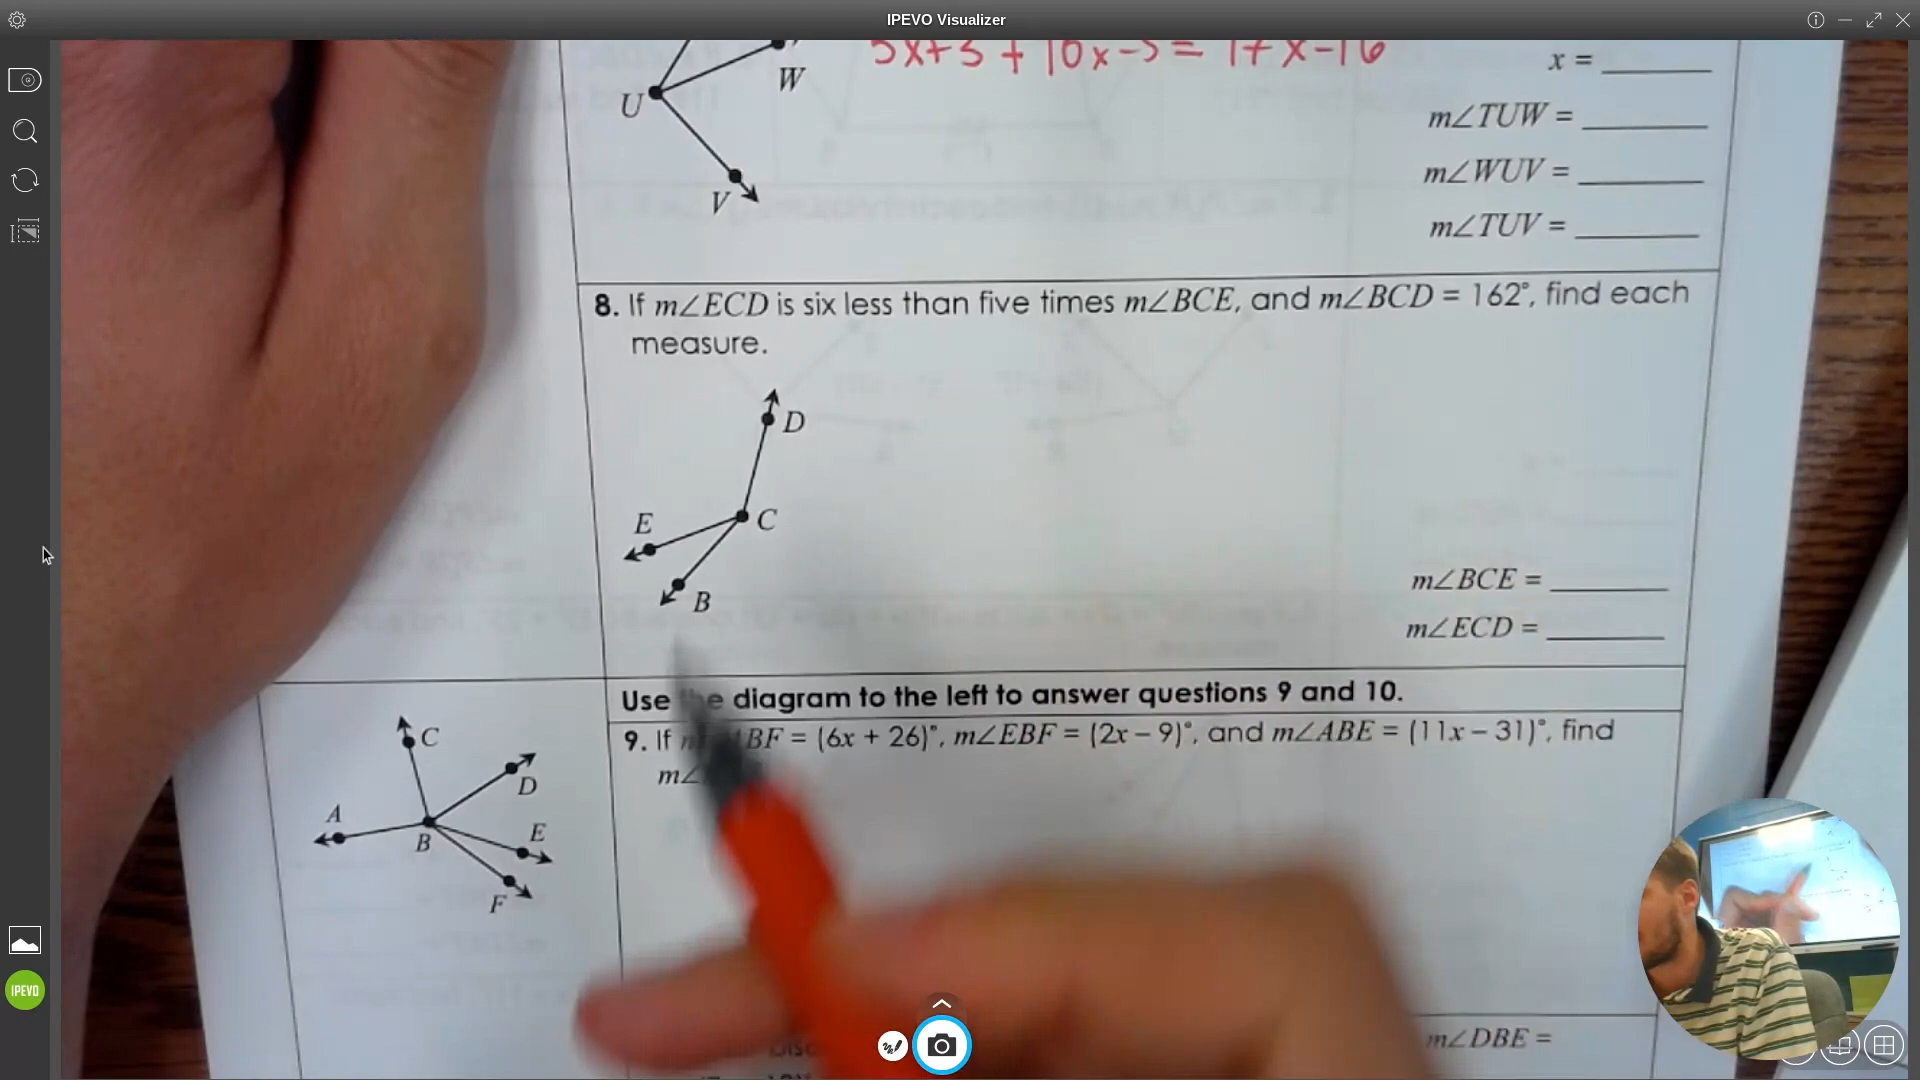 IPEVO Visualizer
5x+3 + 10x-5 = 17x-16
x =
W
U
m∠TUW =
m∠WUV =
V
m∠TUV =
8. If m∠ECD is six less than five times m∠BCE, and m∠BCD = 162°, find each
measure.
D
E
C
B
m∠BCE =
m∠ECD =
Use the diagram to the left to answer questions 9 and 10.
9. If BF = (6x + 26)°, m∠EBF = (2x – 9)°, and m∠ABE = (11x – 31)°, find
m∠
C
D
A
B
E
F
IPEVO
m∠DBE =